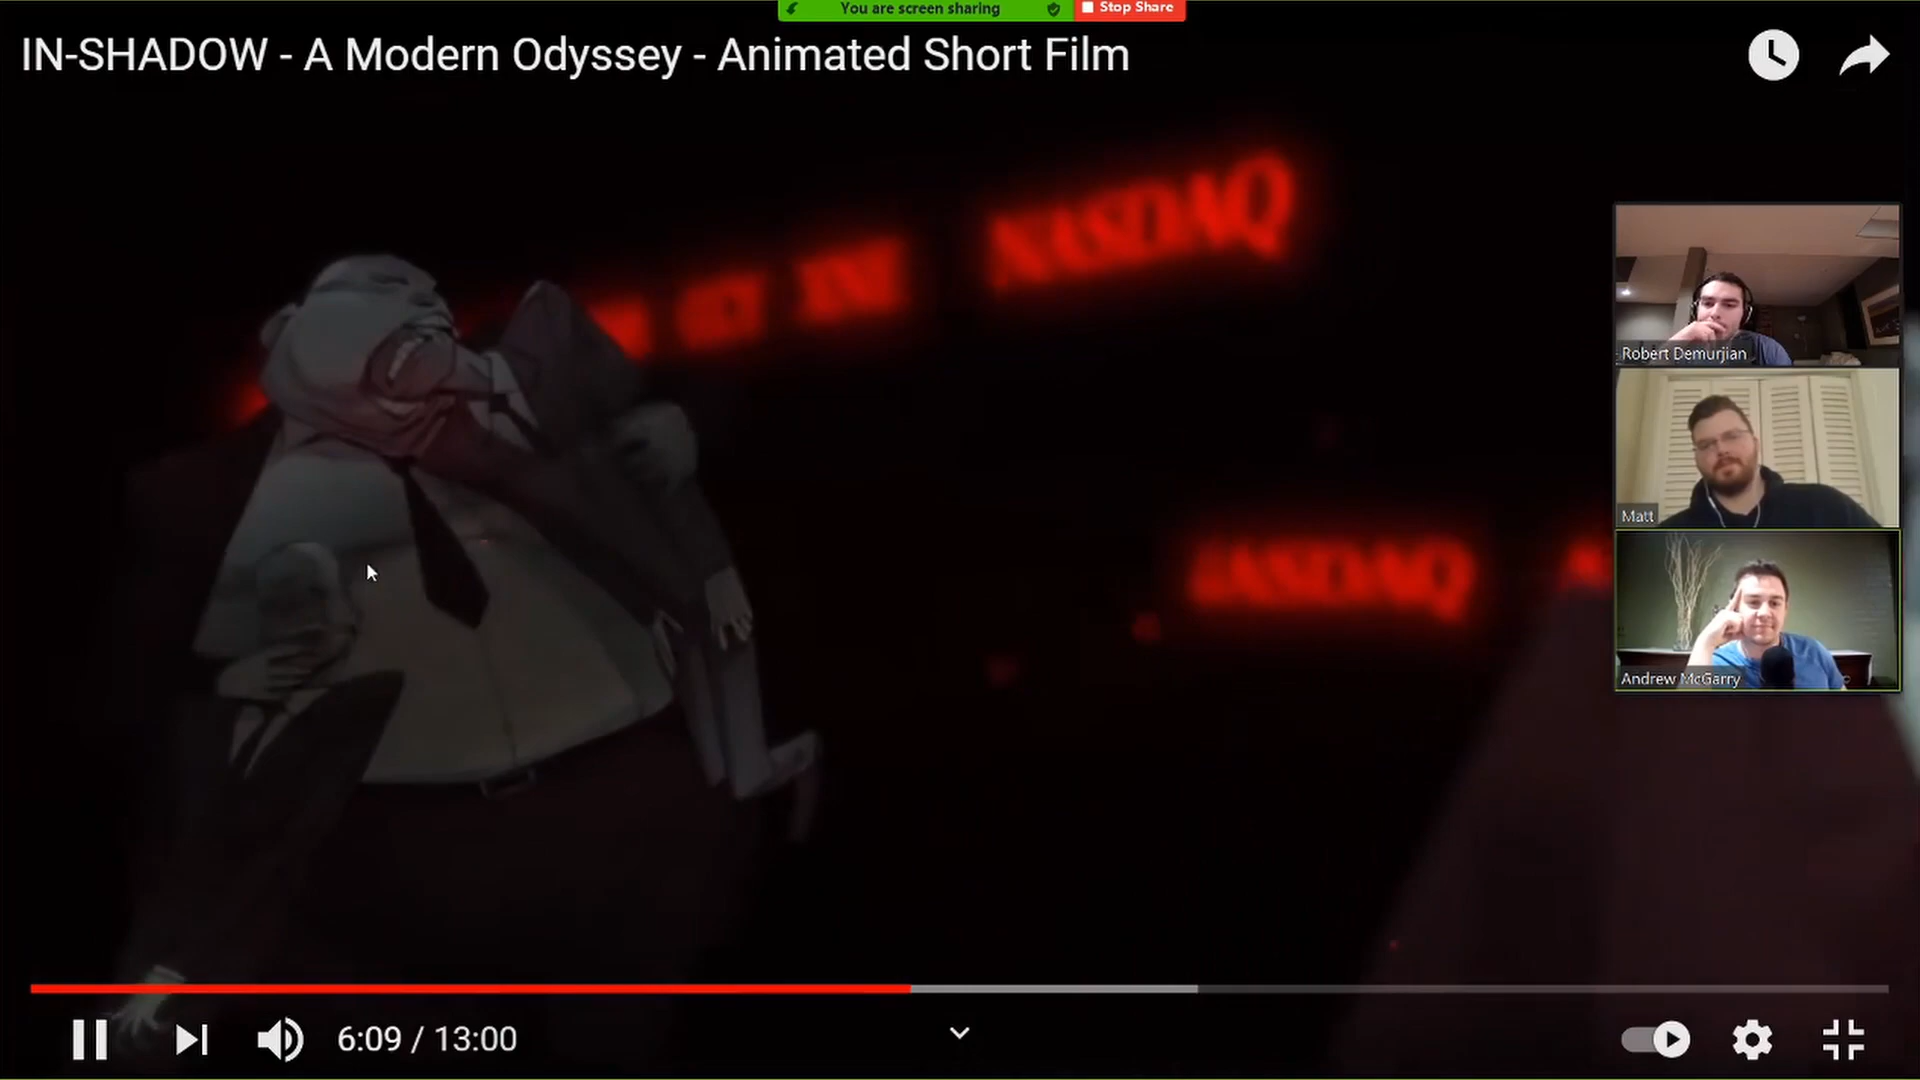 You are screen sharing
Stop Share
IN-SHADOW - A Modern Odyssey - Animated Short Film
NASDAQ
NASDAQ
Robert Demurjian
Matt
Andrew McGarry
6:09 / 13:00